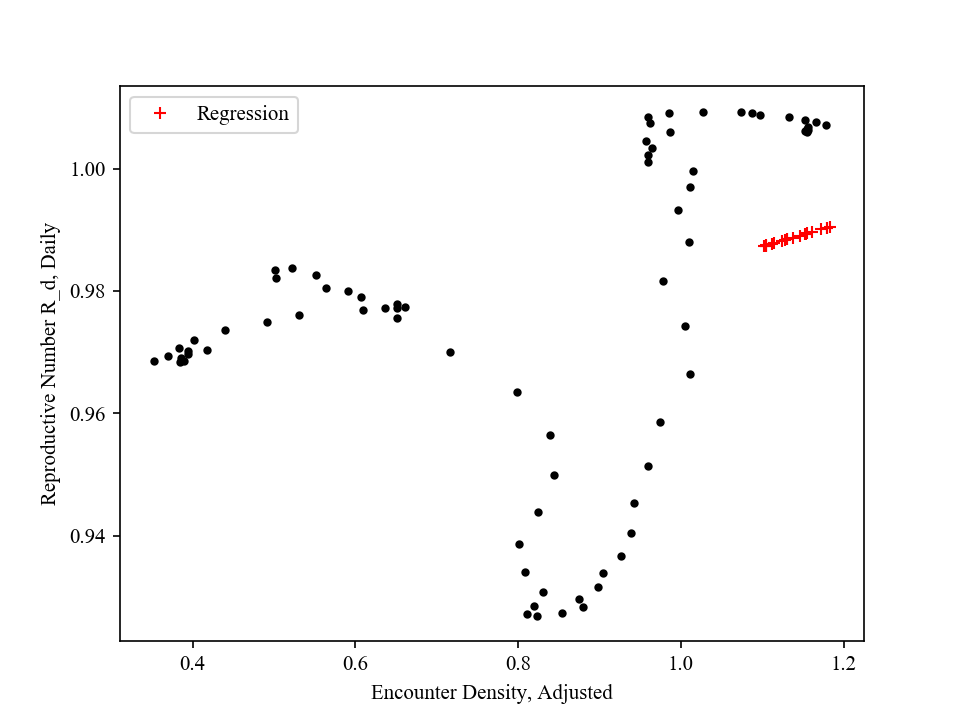 Regression
1.00
0.98
0.96
0.94
Reproductive Number R_d, Daily
0.4 0.6 0.8 1.0 1.2
Encounter Density, Adjusted